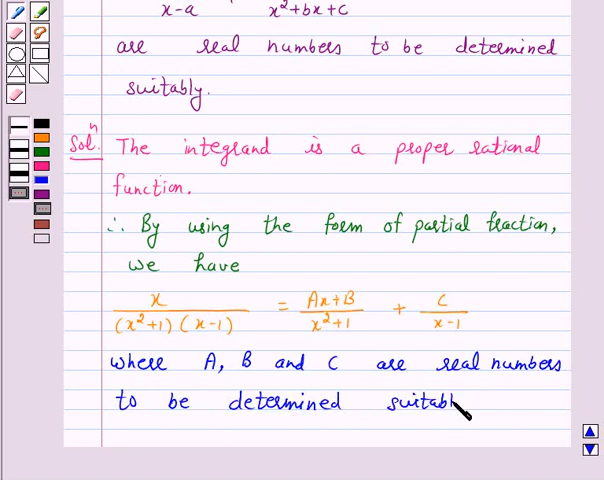 x-a x²+bx+c
are real numbers to be determined
suitably.
Solⁿ. The integrand is a proper rational
function.
∴ By using the form of partial fraction,
we have
x/(x²+1)(x-1) = Ax+B/x²+1 + C/x-1
where A, B and C are real numbers
to be determined suitabl